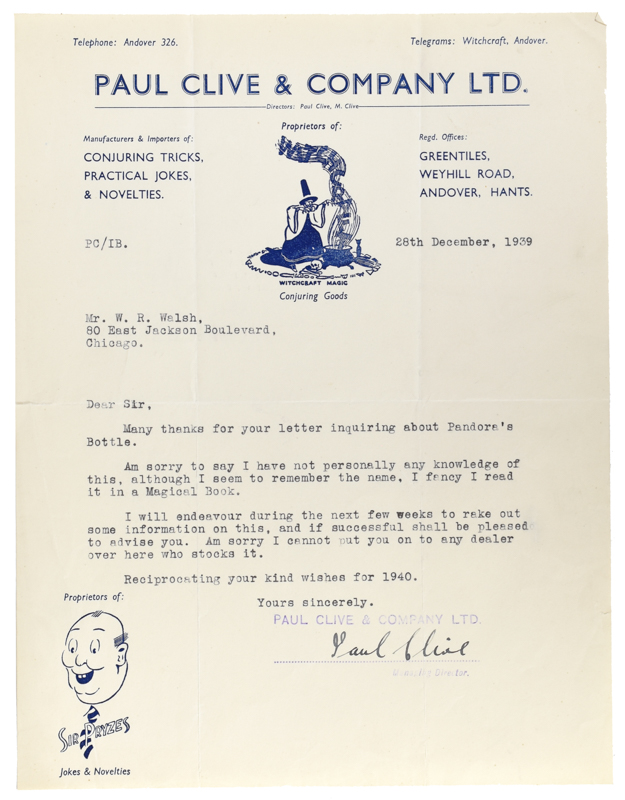 Telephone: Andover 326.
Telegrams: Witchcraft, Andover.
PAUL CLIVE & COMPANY LTD.
Directors: Paul Clive, M. Clive
Manufacturers & Importers of:
CONJURING TRICKS,
PRACTICAL JOKES,
& NOVELTIES.
Proprietors of:
WITCHCRAFT MAGIC
Conjuring Goods
Regd. Offices:
GREENTILES,
WEYHILL ROAD,
ANDOVER, HANTS.
PC/IB.
28th December, 1939
Mr. W. R. Walsh,
80 East Jackson Boulevard,
Chicago.
Dear Sir,
Many thanks for your letter inquiring about Pandora's
Bottle.
Am sorry to say I have not personally any knowledge of
this, although I seem to remember the name, I fancy I read
it in a Magical Book.
I will endeavour during the next few weeks to rake out
some information on this, and if successful shall be pleased
to advise you. Am sorry I cannot put you on to any dealer
over here who stocks it.
Reciprocating your kind wishes for 1940.
Yours sincerely.
PAUL CLIVE & COMPANY LTD.
Paul Clive
Managing Director.
Proprietors of:
SIR PRYZES
Jokes & Novelties